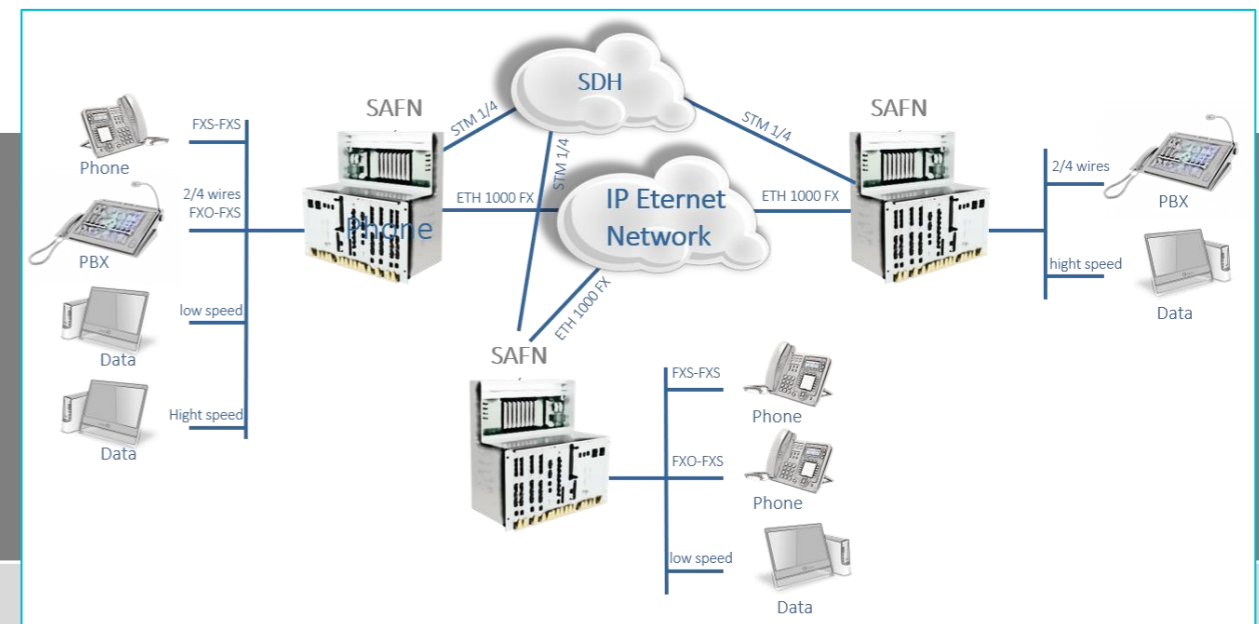 SDH
SAFN
SAFN
STM 1/4
STM 1/4
STM 1/4
FXS-FXS
Phone
2/4 wires
FXO-FXS
PBX
low speed
Data
Hight speed
Data
Phone
ETH 1000 FX
IP Eternet
Network
ETH 1000 FX
ETH 1000 FX
2/4 wires
PBX
hight speed
Data
SAFN
FXS-FXS
Phone
FXO-FXS
Phone
low speed
Data